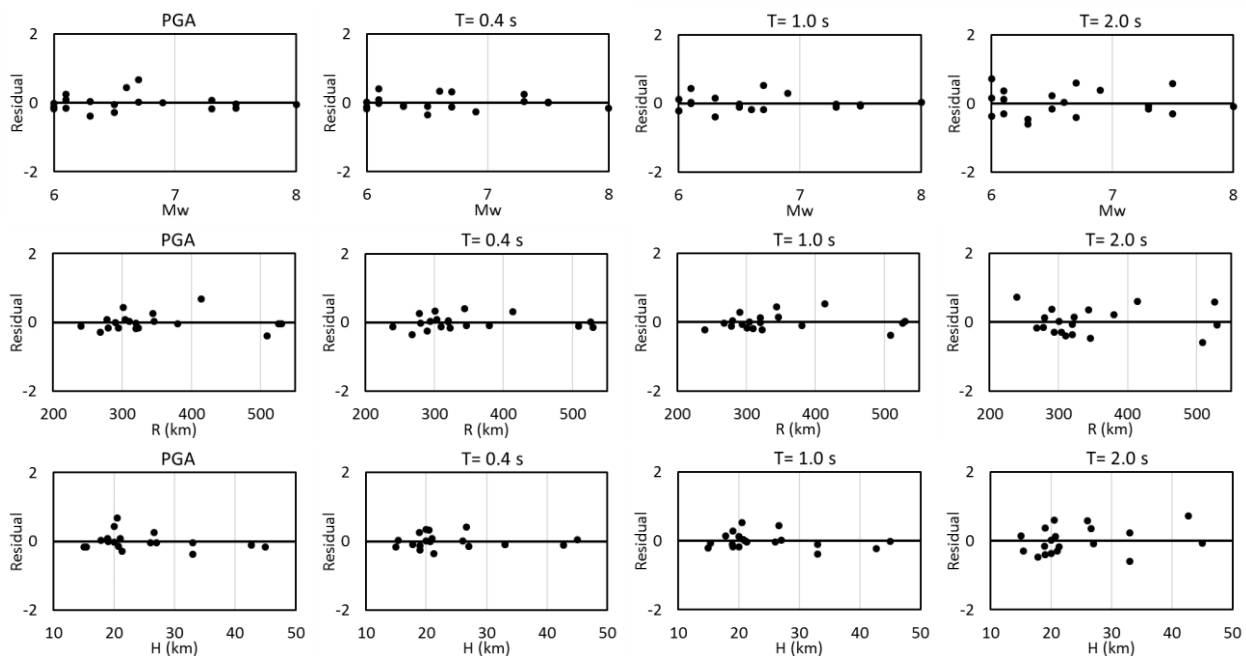 PGA
T= 0.4 s
T= 1.0 s
T= 2.0 s
2
0
-2
Residual
6 7 8
Mw
2
0
-2
Residual
6 7 8
Mw
2
0
-2
Residual
6 7 8
Mw
2
0
-2
Residual
6 7 8
Mw
PGA
T= 0.4 s
T= 1.0 s
T= 2.0 s
2
0
-2
Residual
200 300 400 500
R (km)
2
0
-2
Residual
200 300 400 500
R (km)
2
0
-2
Residual
200 300 400 500
R (km)
2
0
-2
Residual
200 300 400 500
R (km)
PGA
T= 0.4 s
T= 1.0 s
T= 2.0 s
2
0
-2
Residual
10 20 30 40 50
H (km)
2
0
-2
Residual
10 20 30 40 50
H (km)
2
0
-2
Residual
10 20 30 40 50
H (km)
2
0
-2
Residual
10 20 30 40 50
H (km)